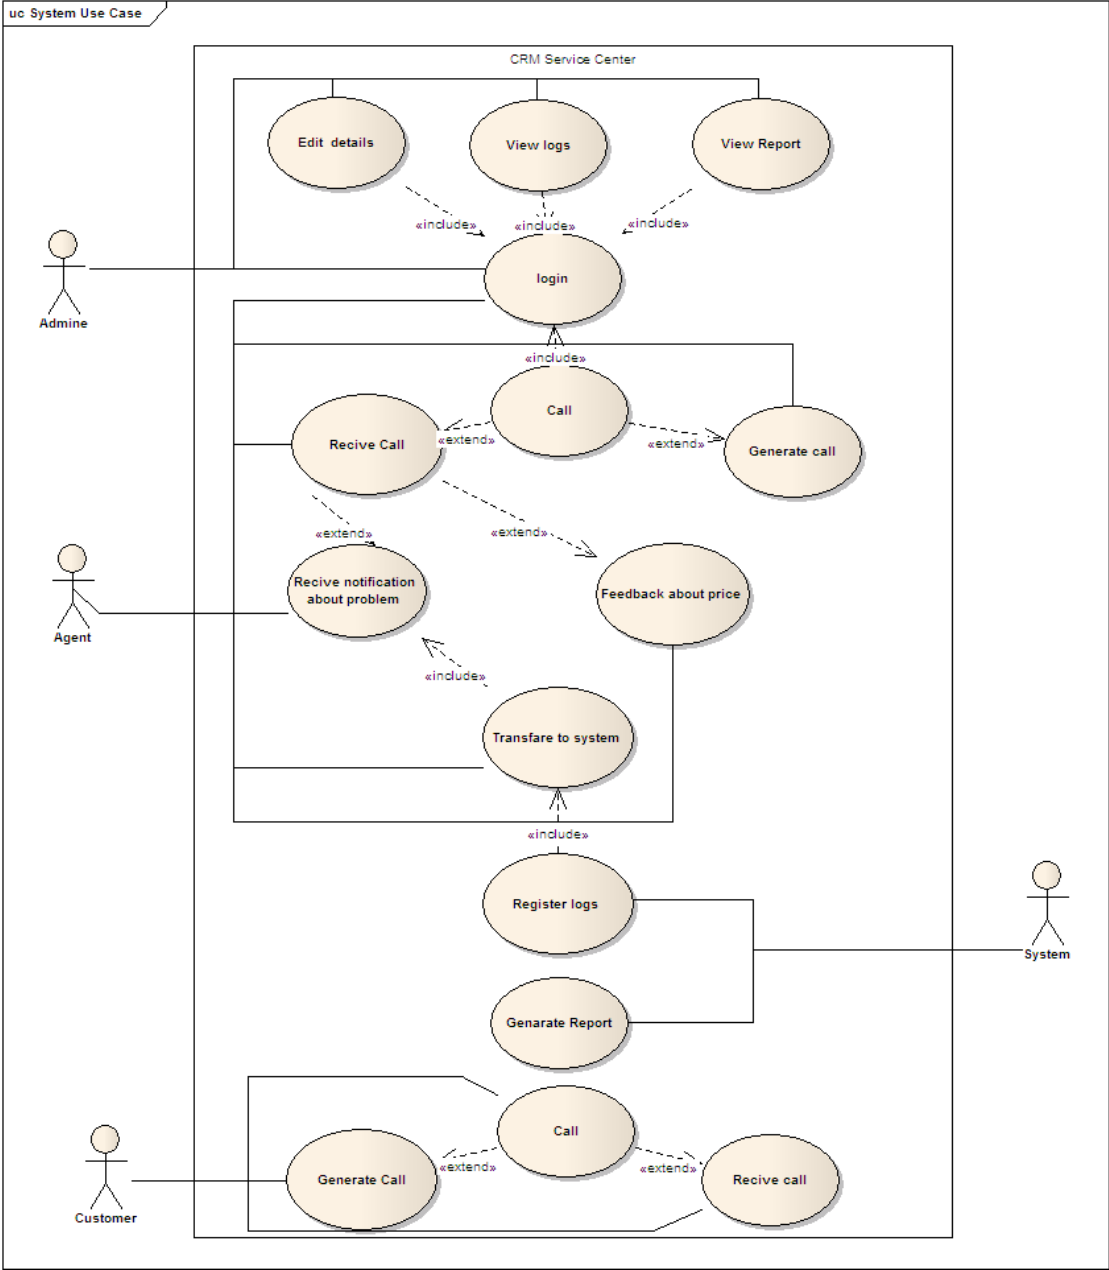 uc System Use Case
CRM Service Center
Edit details
View logs
View Report
«include»
«include»
«include»
login
Admine
«include»
Call
Recive Call
«extend»
«extend»
Generate call
«extend»
«extend»
Recive notification
about problem
Feedback about price
Agent
«include»
Transfare to system
«include»
Register logs
System
Genarate Report
Call
«extend»
«extend»
Generate Call
Recive call
Customer